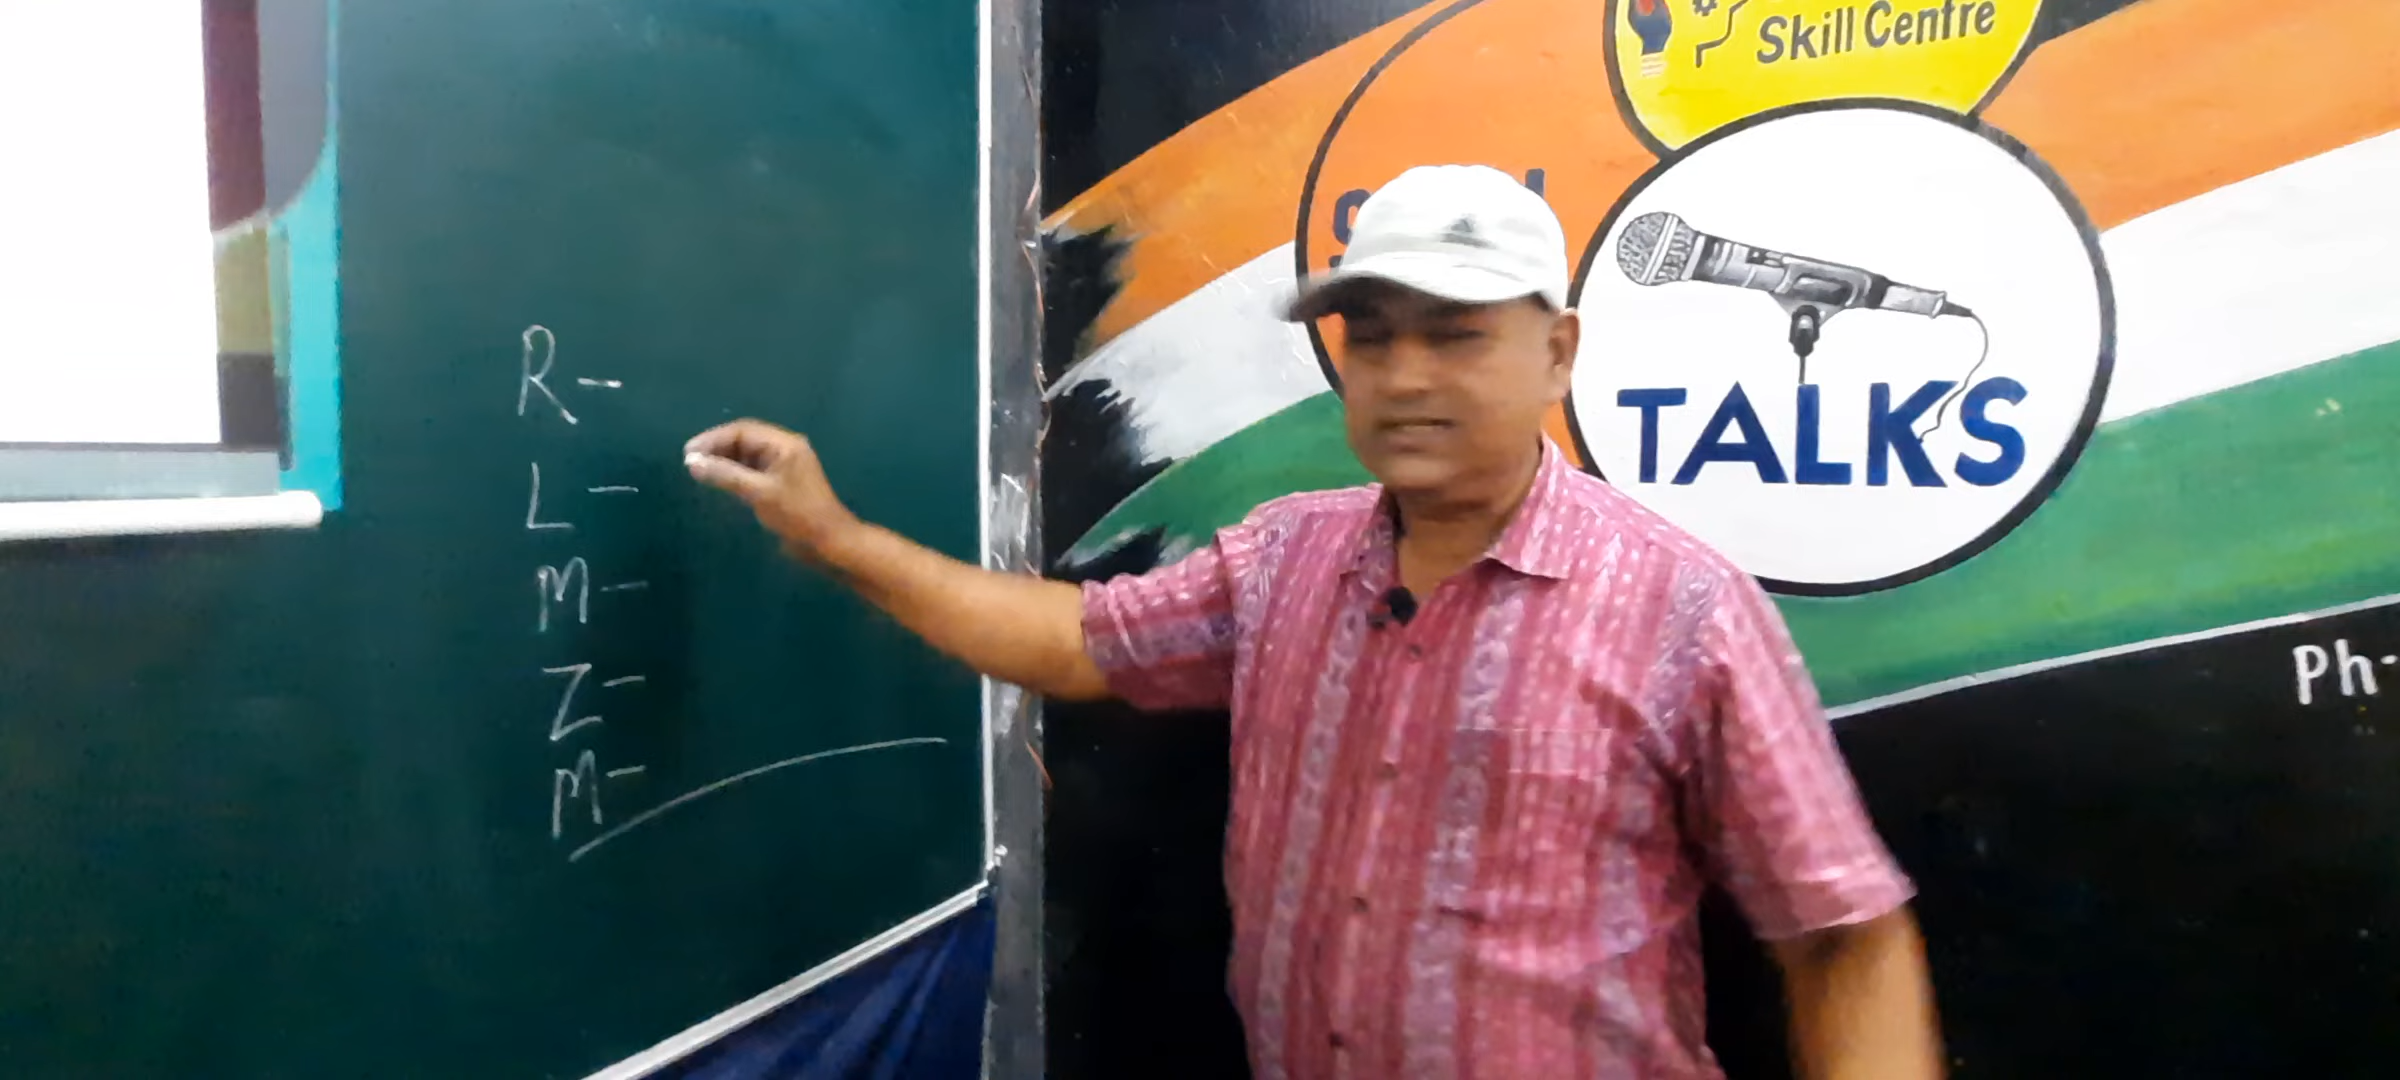 R -
L -
M -
Z -
M -
Skill Centre
TALKS
Ph-